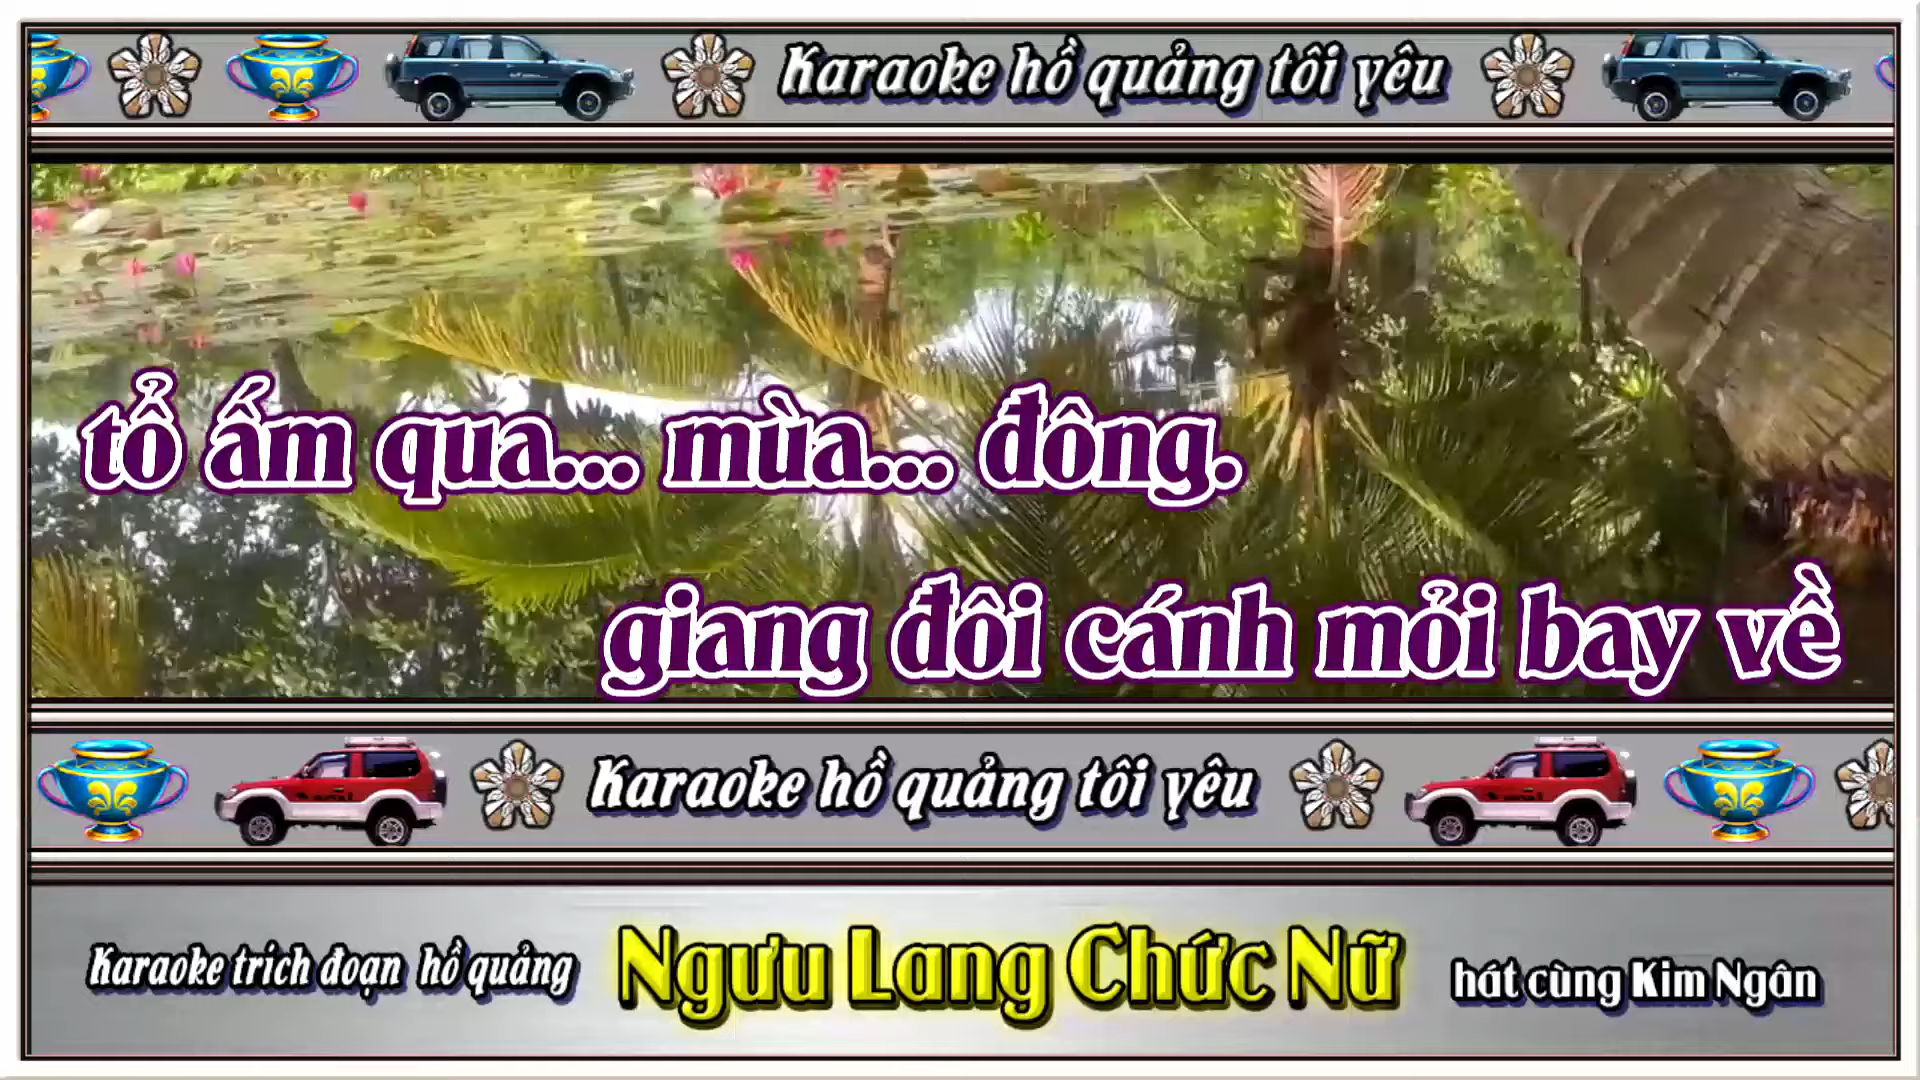 Karaoke hồ quảng tôi yêu
tổ ấm qua... mùa... đông.
giang đôi cánh mỏi bay về
Karaoke hồ quảng tôi yêu
Karaoke trích đoạn hồ quảng Ngưu Lang Chức Nữ hát cùng Kim Ngân